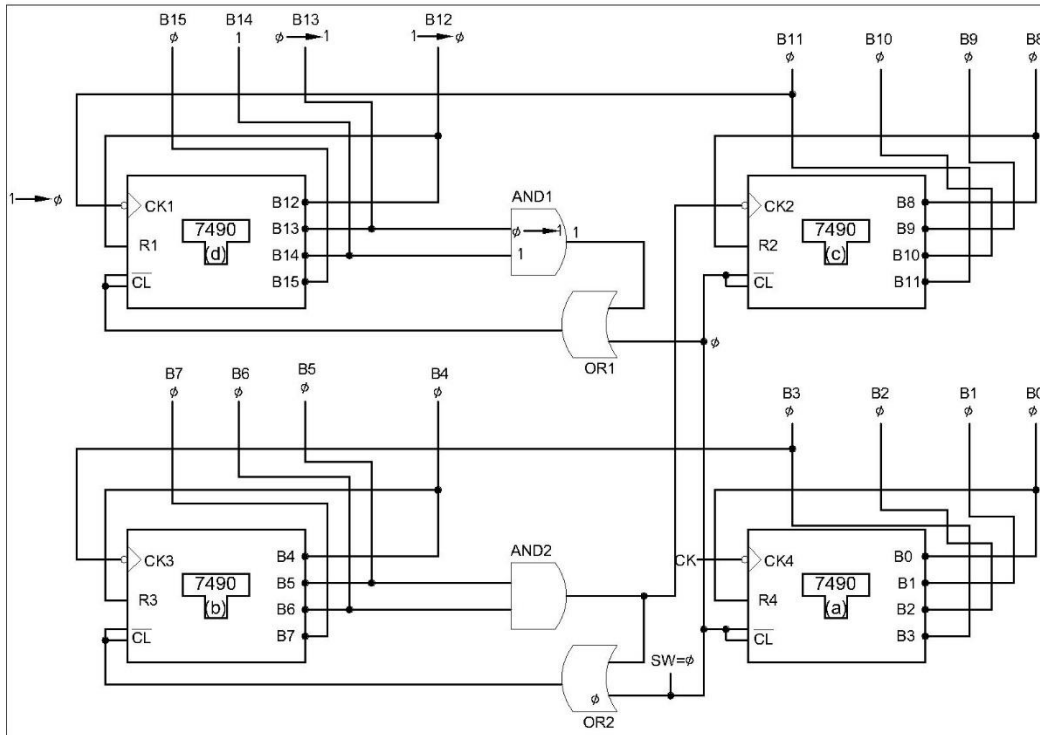 B15 B14 B13 B12
ϕ 1 ϕ→1 1→ϕ
B11 B10 B9 B8
ϕ ϕ ϕ ϕ
1→ϕ
CK1 7490 (d) B12
R1 B13
B14
CL B15
AND1
ϕ→1 1
1
OR1
ϕ
CK2 7490 (c) B8
R2 B9
B10
CL B11
B7 B6 B5 B4
ϕ ϕ ϕ ϕ
B3 B2 B1 B0
ϕ ϕ ϕ ϕ
CK3 7490 (b) B4
R3 B5
B6
CL B7
AND2
SW=ϕ
ϕ
OR2
CK CK4 7490 (a) B0
R4 B1
B2
CL B3